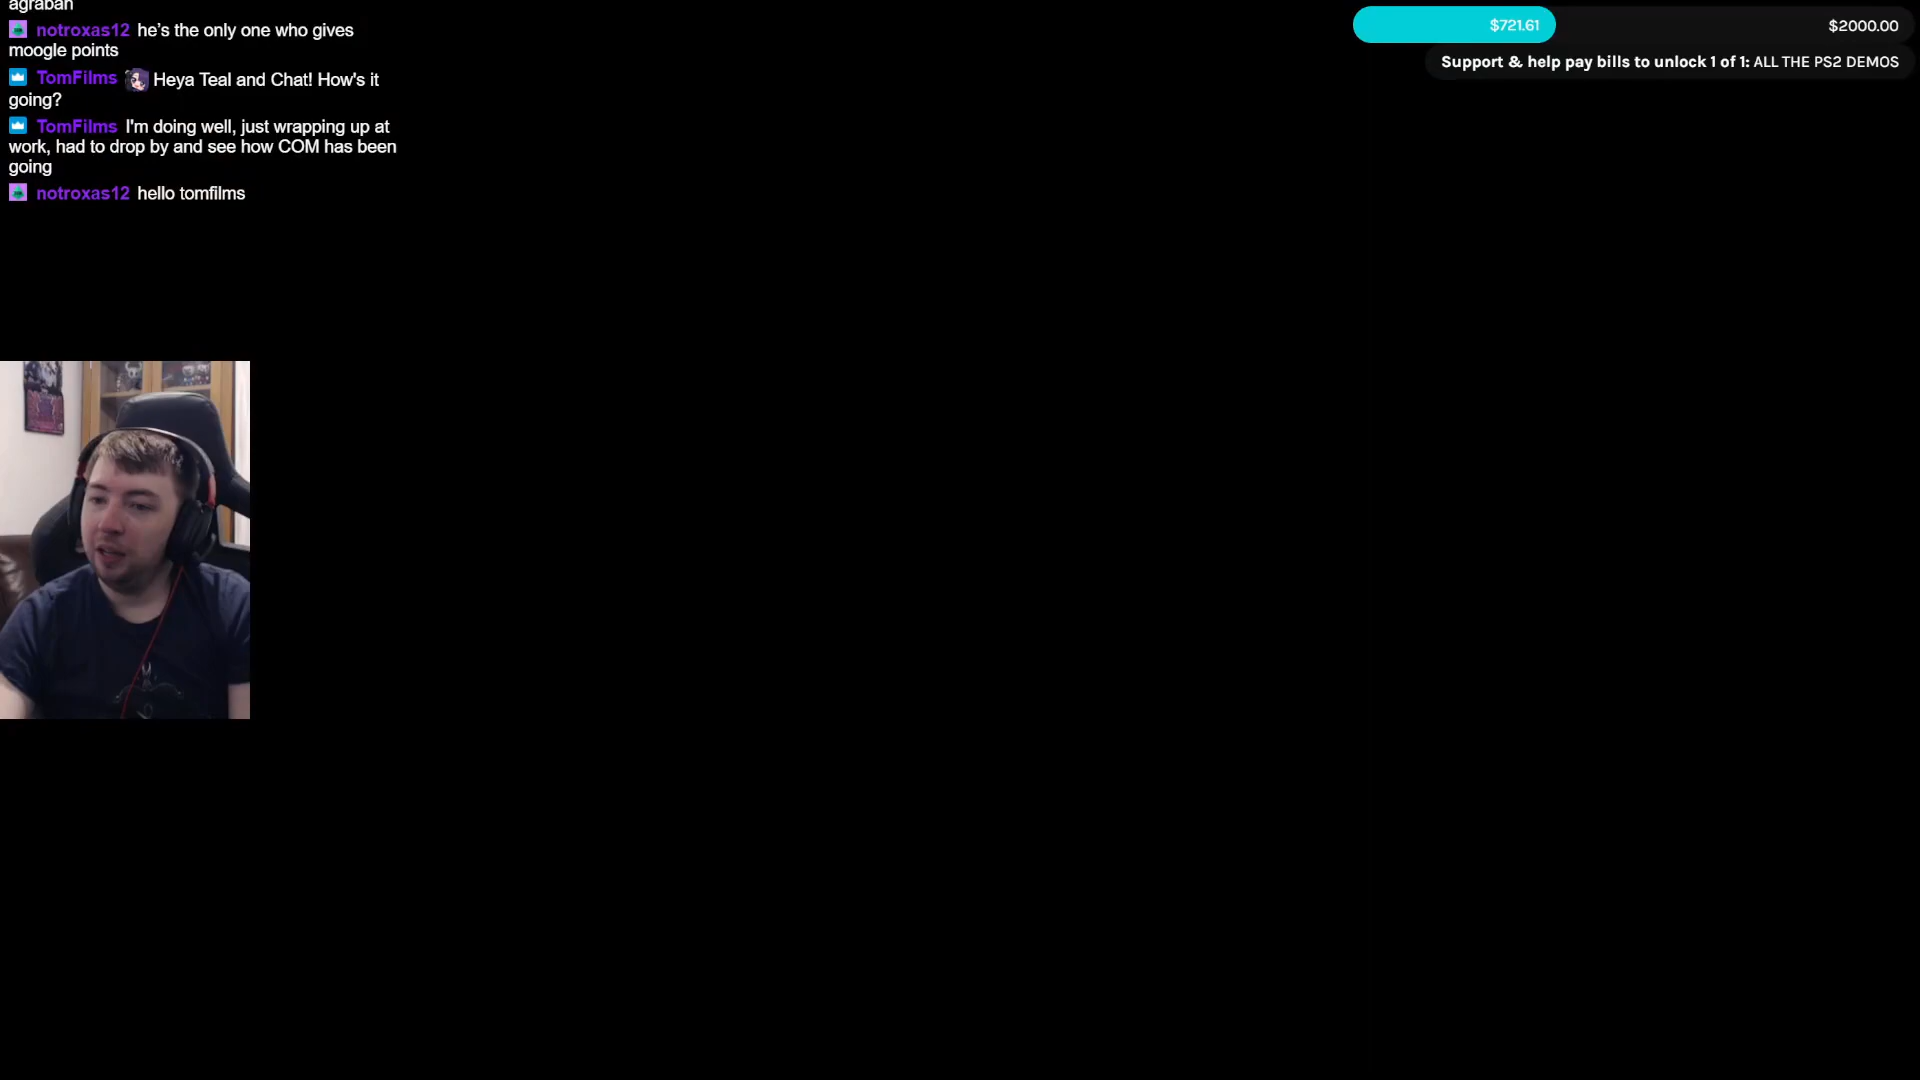 agrabah
notroxas12 he's the only one who gives
moogle points
TomFilms Heya Teal and Chat! How's it
going?
TomFilms I'm doing well, just wrapping up at
work, had to drop by and see how COM has been
going
notroxas12 hello tomfilms
$721.61 $2000.00
Support & help pay bills to unlock 1 of 1: ALL THE PS2 DEMOS